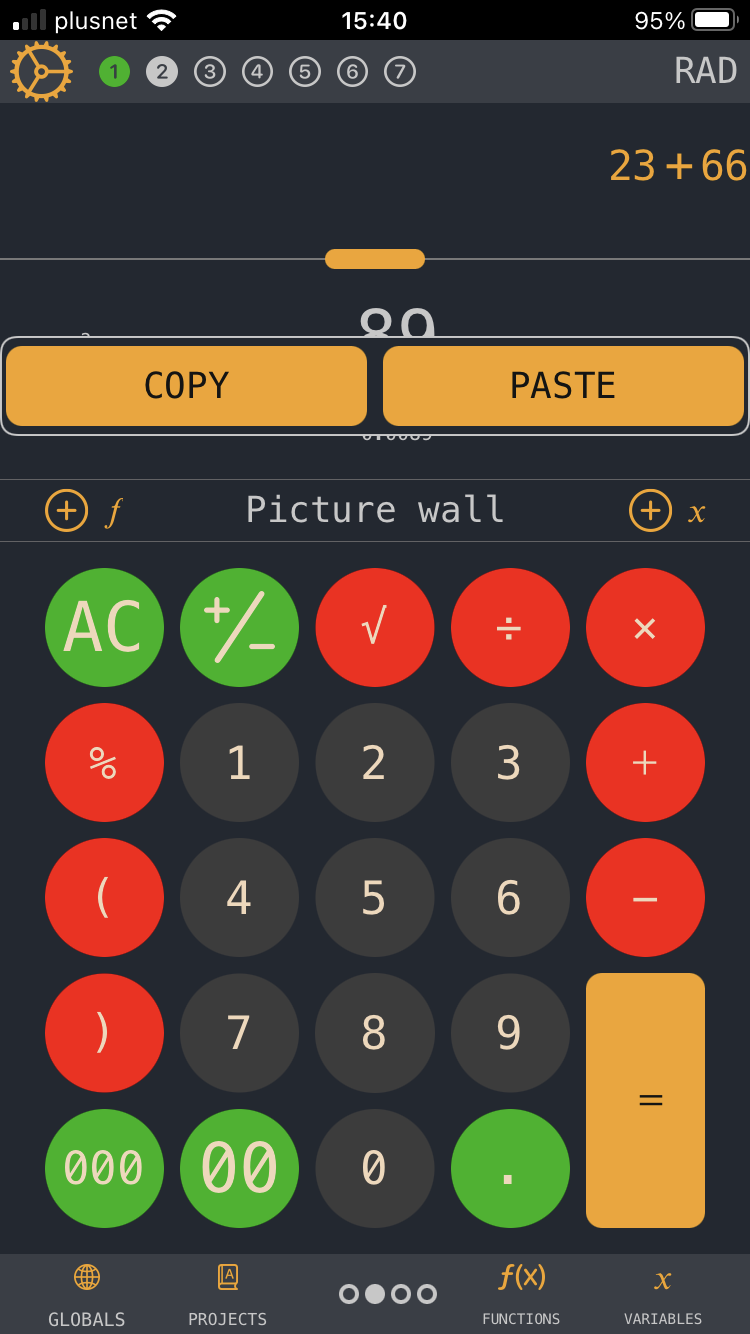 plusnet 15:40 95%
1 2 3 4 5 6 7 RAD
23+66
89
COPY PASTE
+ f Picture wall + x
AC +/− √ ÷ ×
% 1 2 3 +
( 4 5 6 −
) 7 8 9
=
000 00 0 .
GLOBALS A PROJECTS f(x) FUNCTIONS x VARIABLES